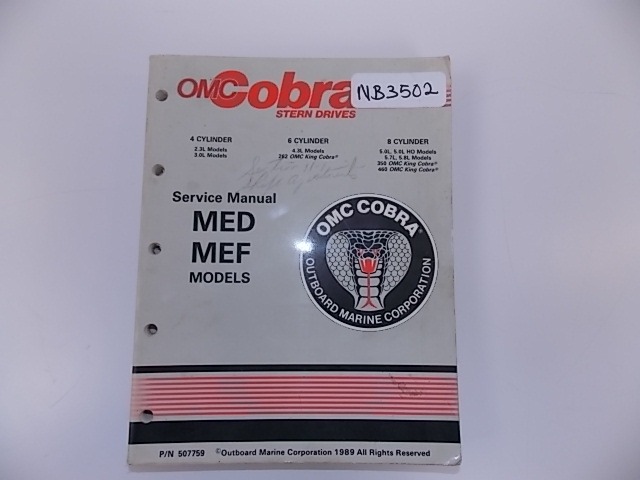 OMC Cobra
NB3502
STERN DRIVES
4 CYLINDER
2.3L Models
3.0L Models
6 CYLINDER
4.3L Models
262 OMC King Cobra®
8 CYLINDER
5.0L, 5.0L HO Models
5.7L, 5.8L Models
350 OMC King Cobra®
460 OMC King Cobra®
Service Manual
MED
MEF
MODELS
OMC COBRA®
OUTBOARD MARINE CORPORATION
P/N 507759 ©Outboard Marine Corporation 1989 All Rights Reserved